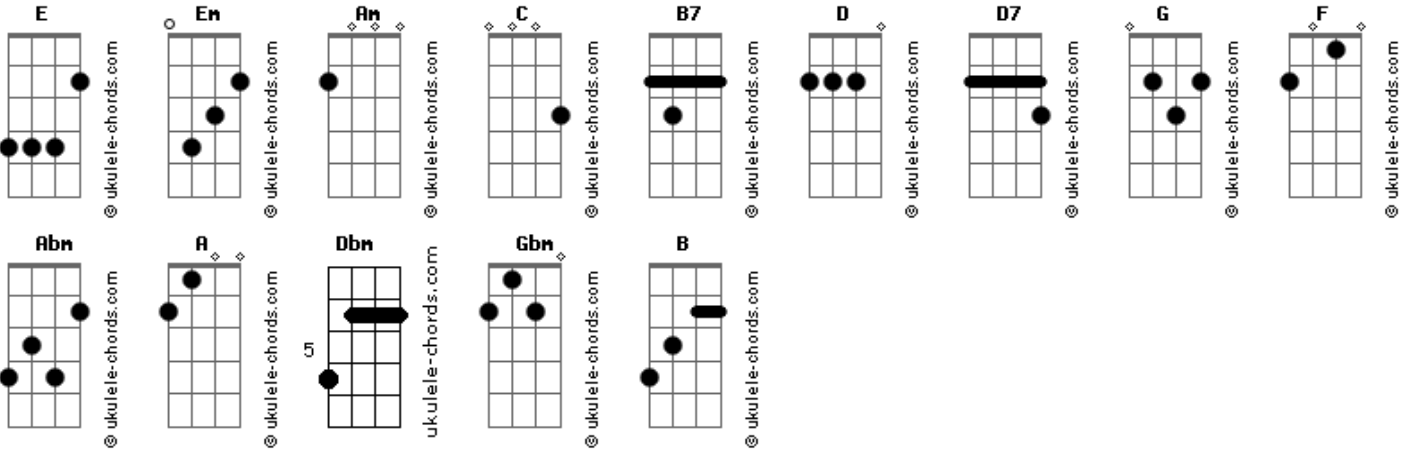 E Em Am C B7 D D7 G F
© ukulele-chords.com © ukulele-chords.com © ukulele-chords.com © ukulele-chords.com © ukulele-chords.com © ukulele-chords.com © ukulele-chords.com © ukulele-chords.com © ukulele-chords.com
Abm A Dbm Gbm B
5
© ukulele-chords.com © ukulele-chords.com ukulele-chords.com © ukulele-chords.com © ukulele-chords.com